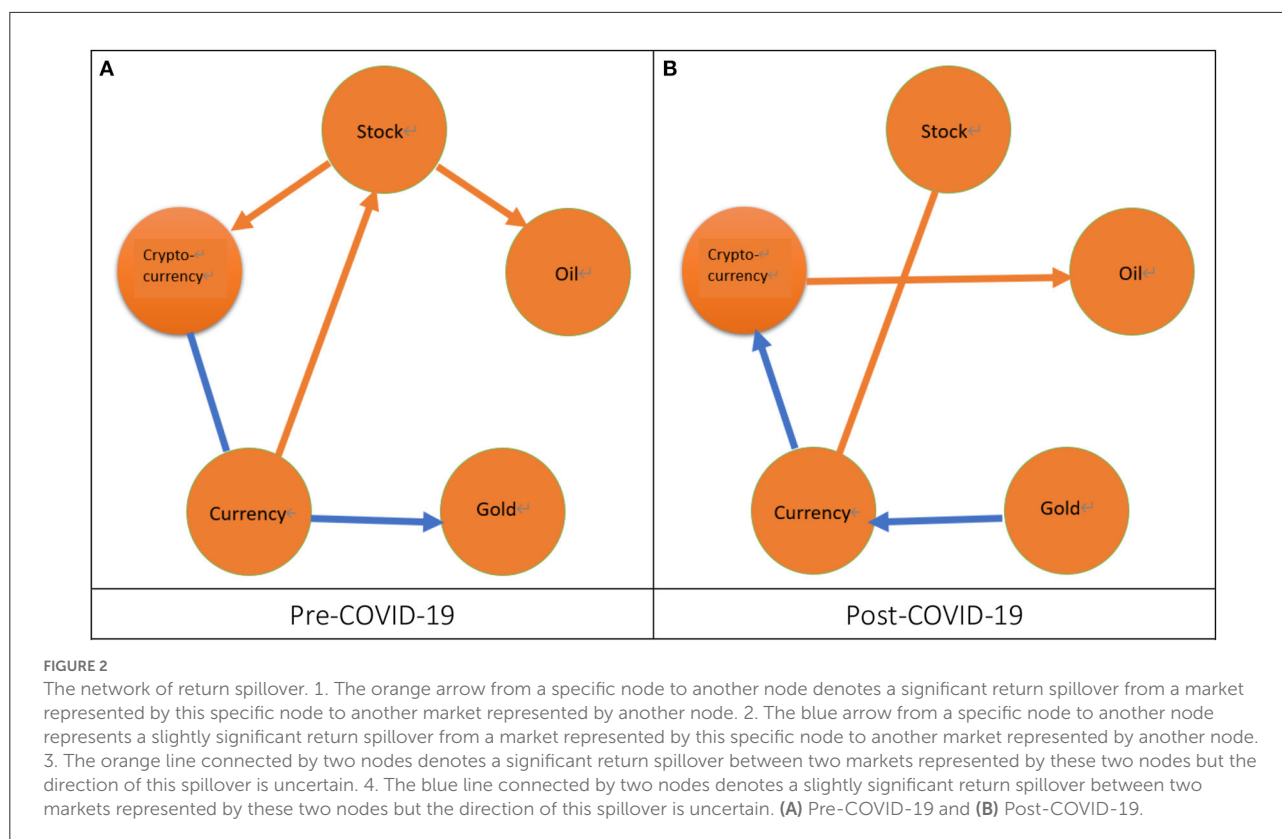 A
Stock↵
Crypto-↵
currency↵
Oil↵
Currency←
Gold↵
Pre-COVID-19
B
Stock↵
Crypto-↵
currency↵
Oil↵
Currency←
Gold↵
Post-COVID-19
FIGURE 2
The network of return spillover. 1. The orange arrow from a specific node to another node denotes a significant return spillover from a market
represented by this specific node to another market represented by another node. 2. The blue arrow from a specific node to another node
represents a slightly significant return spillover from a market represented by this specific node to another market represented by another node.
3. The orange line connected by two nodes denotes a significant return spillover between two markets represented by these two nodes but the
direction of this spillover is uncertain. 4. The blue line connected by two nodes denotes a slightly significant return spillover between two
markets represented by these two nodes but the direction of this spillover is uncertain. (A) Pre-COVID-19 and (B) Post-COVID-19.